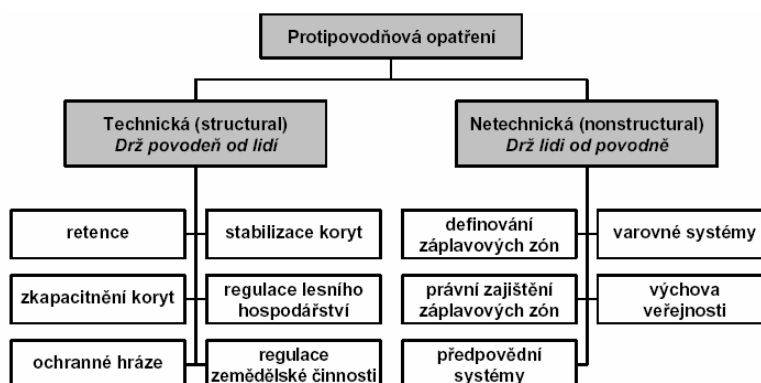 Protipovodňová opatření
Technická (structural)
Drž povodeň od lidí
Netechnická (nonstructural)
Drž lidi od povodně
retence
stabilizace koryt
definování
záplavových zón
varovné systémy
zkapacitnění koryt
regulace lesního
hospodářství
právní zajištění
záplavových zón
výchova
veřejnosti
ochranné hráze
regulace
zemědělské činnosti
předpovědní
systémy